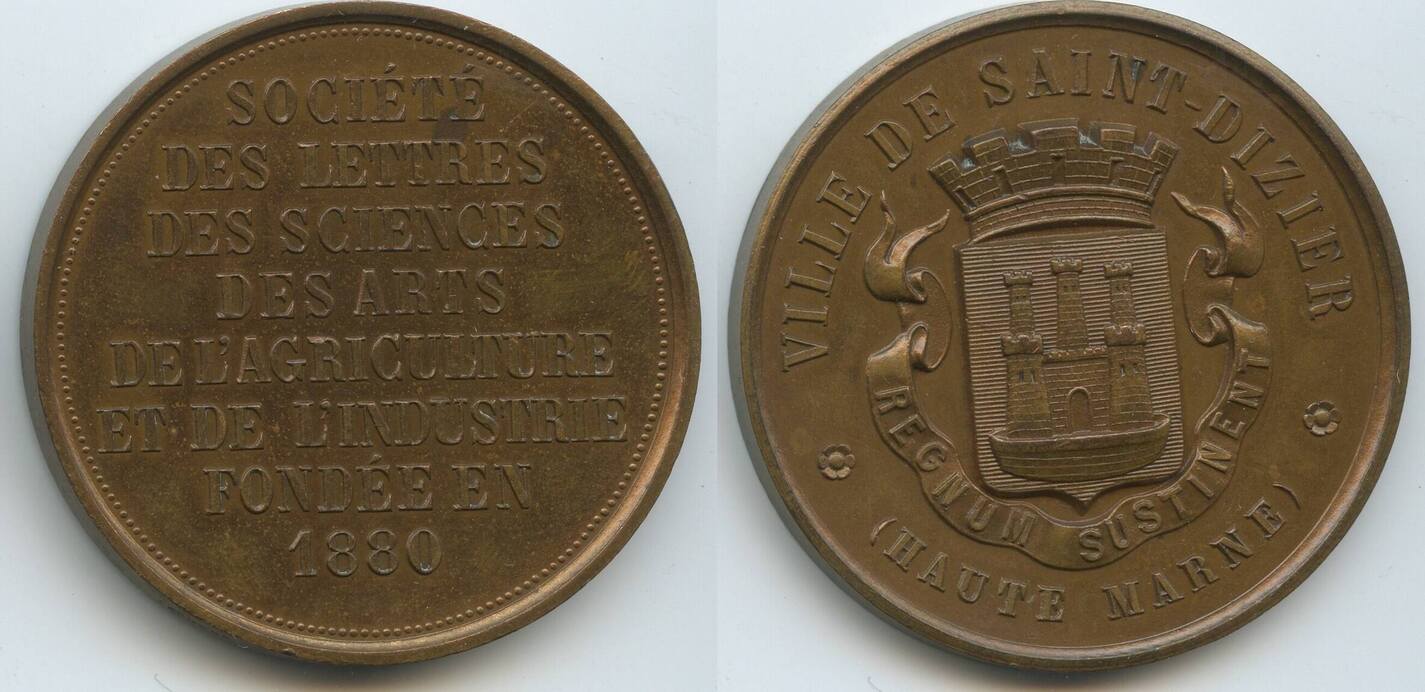 SOCIÉTÉ
DES LETTRES
DES SCIENCES
DES ARTS
DE L'AGRICULTURE
ET DE L'INDUSTRIE
FONDÉE EN
1880
VILLE DE SAINT-DIZIER
REGNUM SUSTINENT
(HAUTE MARNE)